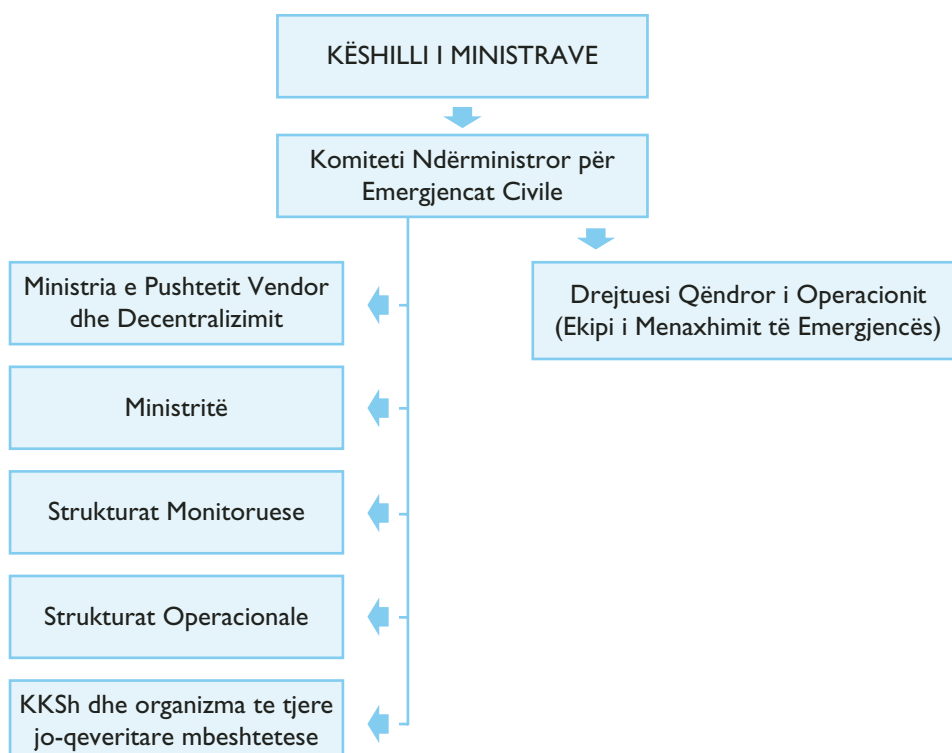 KËSHILLI I MINISTRAVE
Komiteti Ndërministror për
Emergjencat Civile
Ministria e Pushtetit Vendor
dhe Decentralizimit
Drejtuesi Qëndror i Operacionit
(Ekipi i Menaxhimit të Emergjencës)
Ministritë
Strukturat Monitoruese
Strukturat Operacionale
KKSh dhe organizma te tjere
jo-qeveritare mbeshtetese